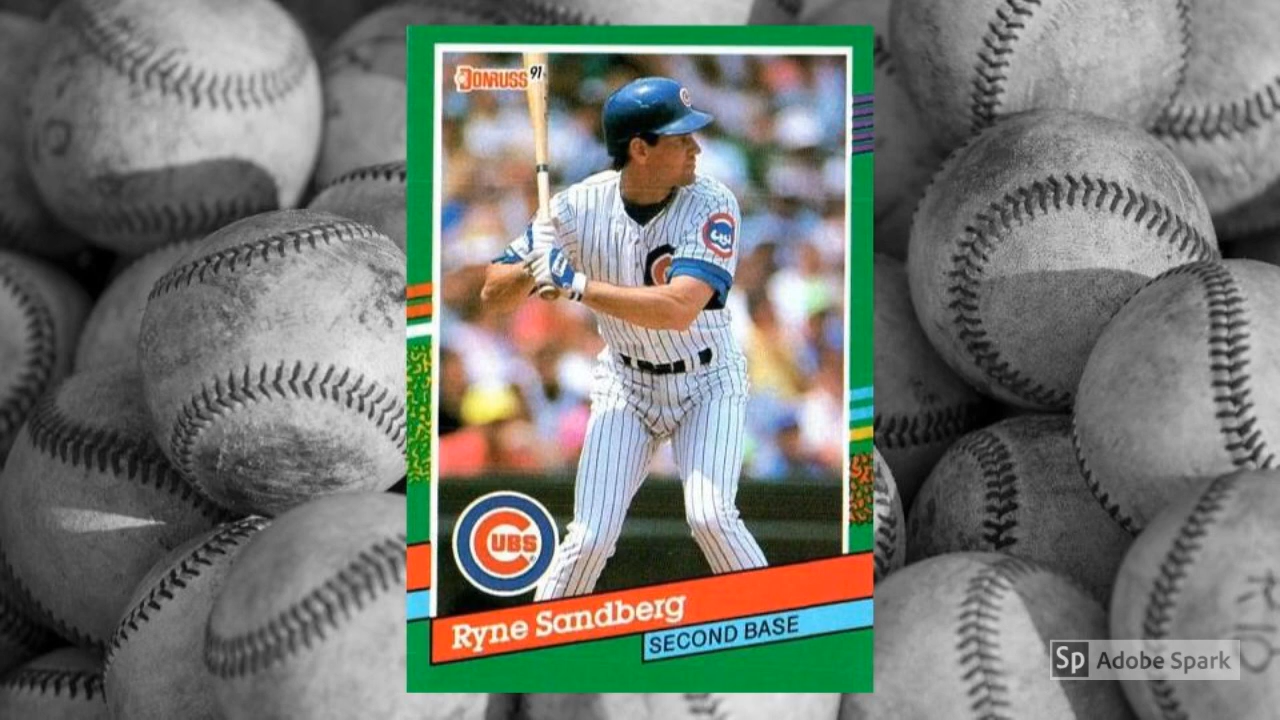 DONRUSS 91
CUBS
Ryne Sandberg
SECOND BASE
Sp Adobe Spark